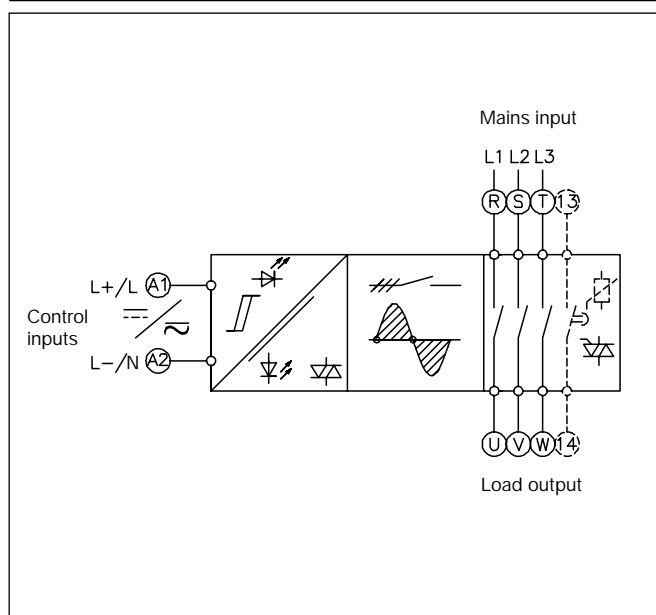 Mains input
L1 L2 L3
R S T 13
L+/L A1
Control
inputs
L−/N A2
U V W 14
Load output